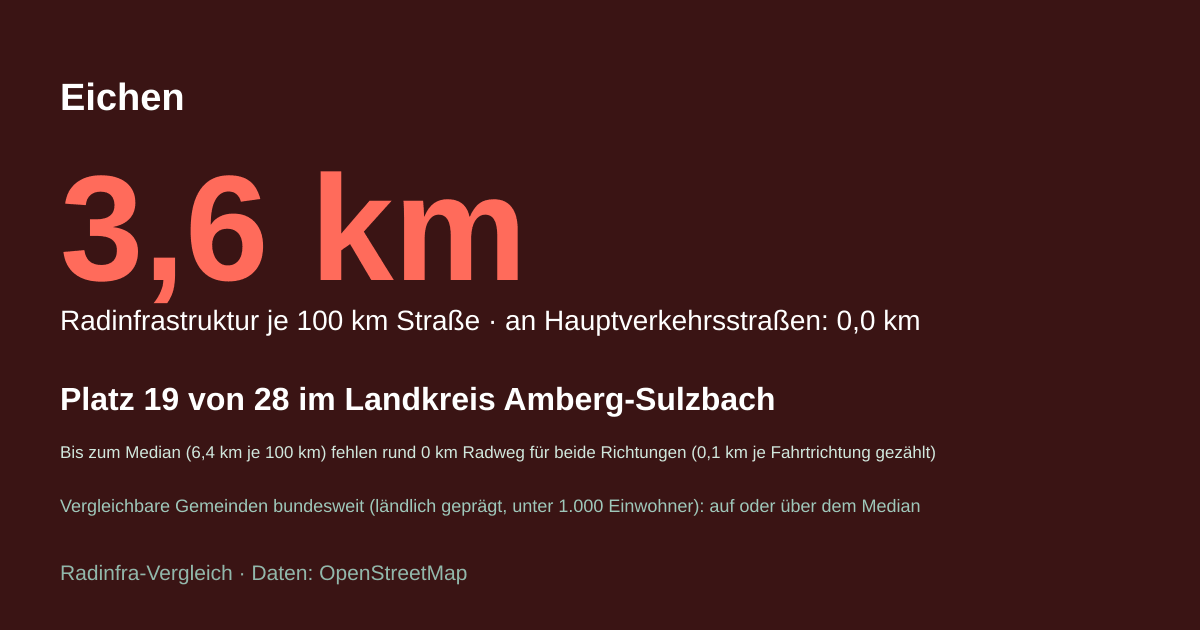 Eichen
3,6 km
Radinfrastruktur je 100 km Straße · an Hauptverkehrsstraßen: 0,0 km
Platz 19 von 28 im Landkreis Amberg-Sulzbach
Bis zum Median (6,4 km je 100 km) fehlen rund 0 km Radweg für beide Richtungen (0,1 km je Fahrtrichtung gezählt)
Vergleichbare Gemeinden bundesweit (ländlich geprägt, unter 1.000 Einwohner): auf oder über dem Median
Radinfra-Vergleich · Daten: OpenStreetMap